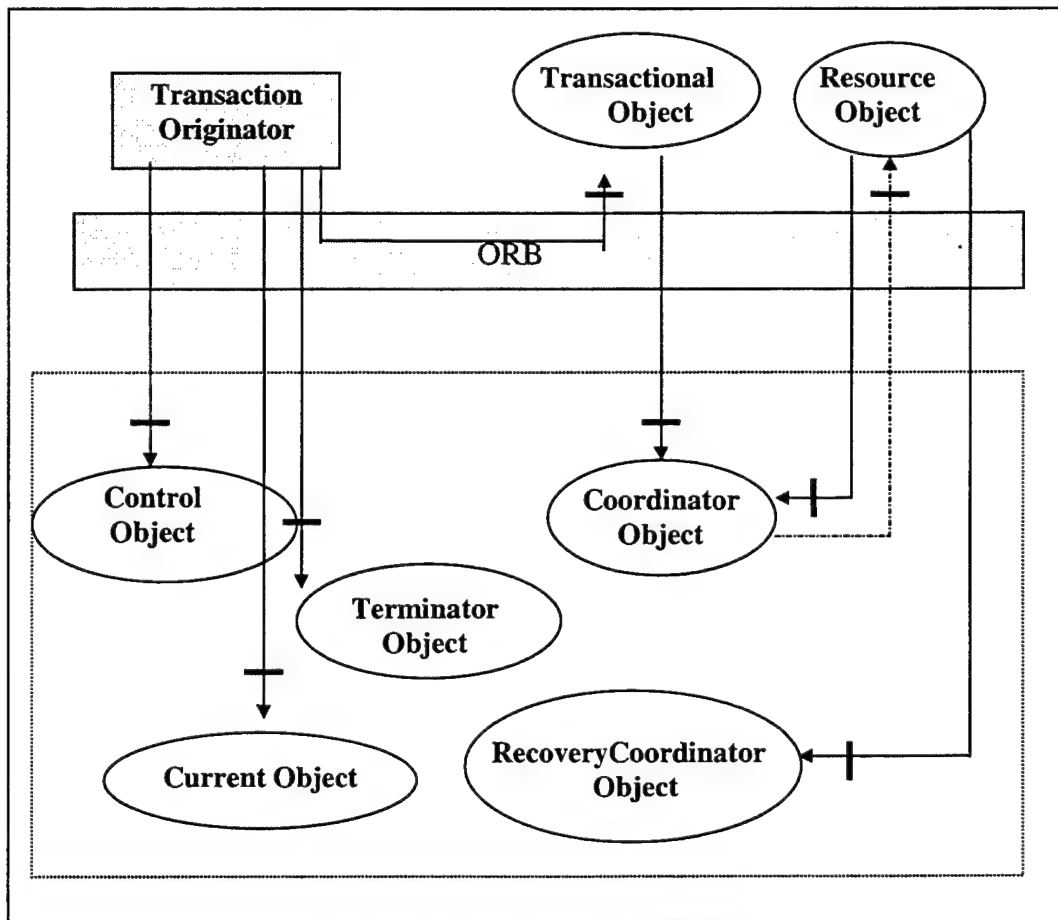 Transaction
Originator
Transactional
Object
Resource
Object
ORB
Control
Object
Coordinator
Object
Terminator
Object
Current Object
RecoveryCoordinator
Object